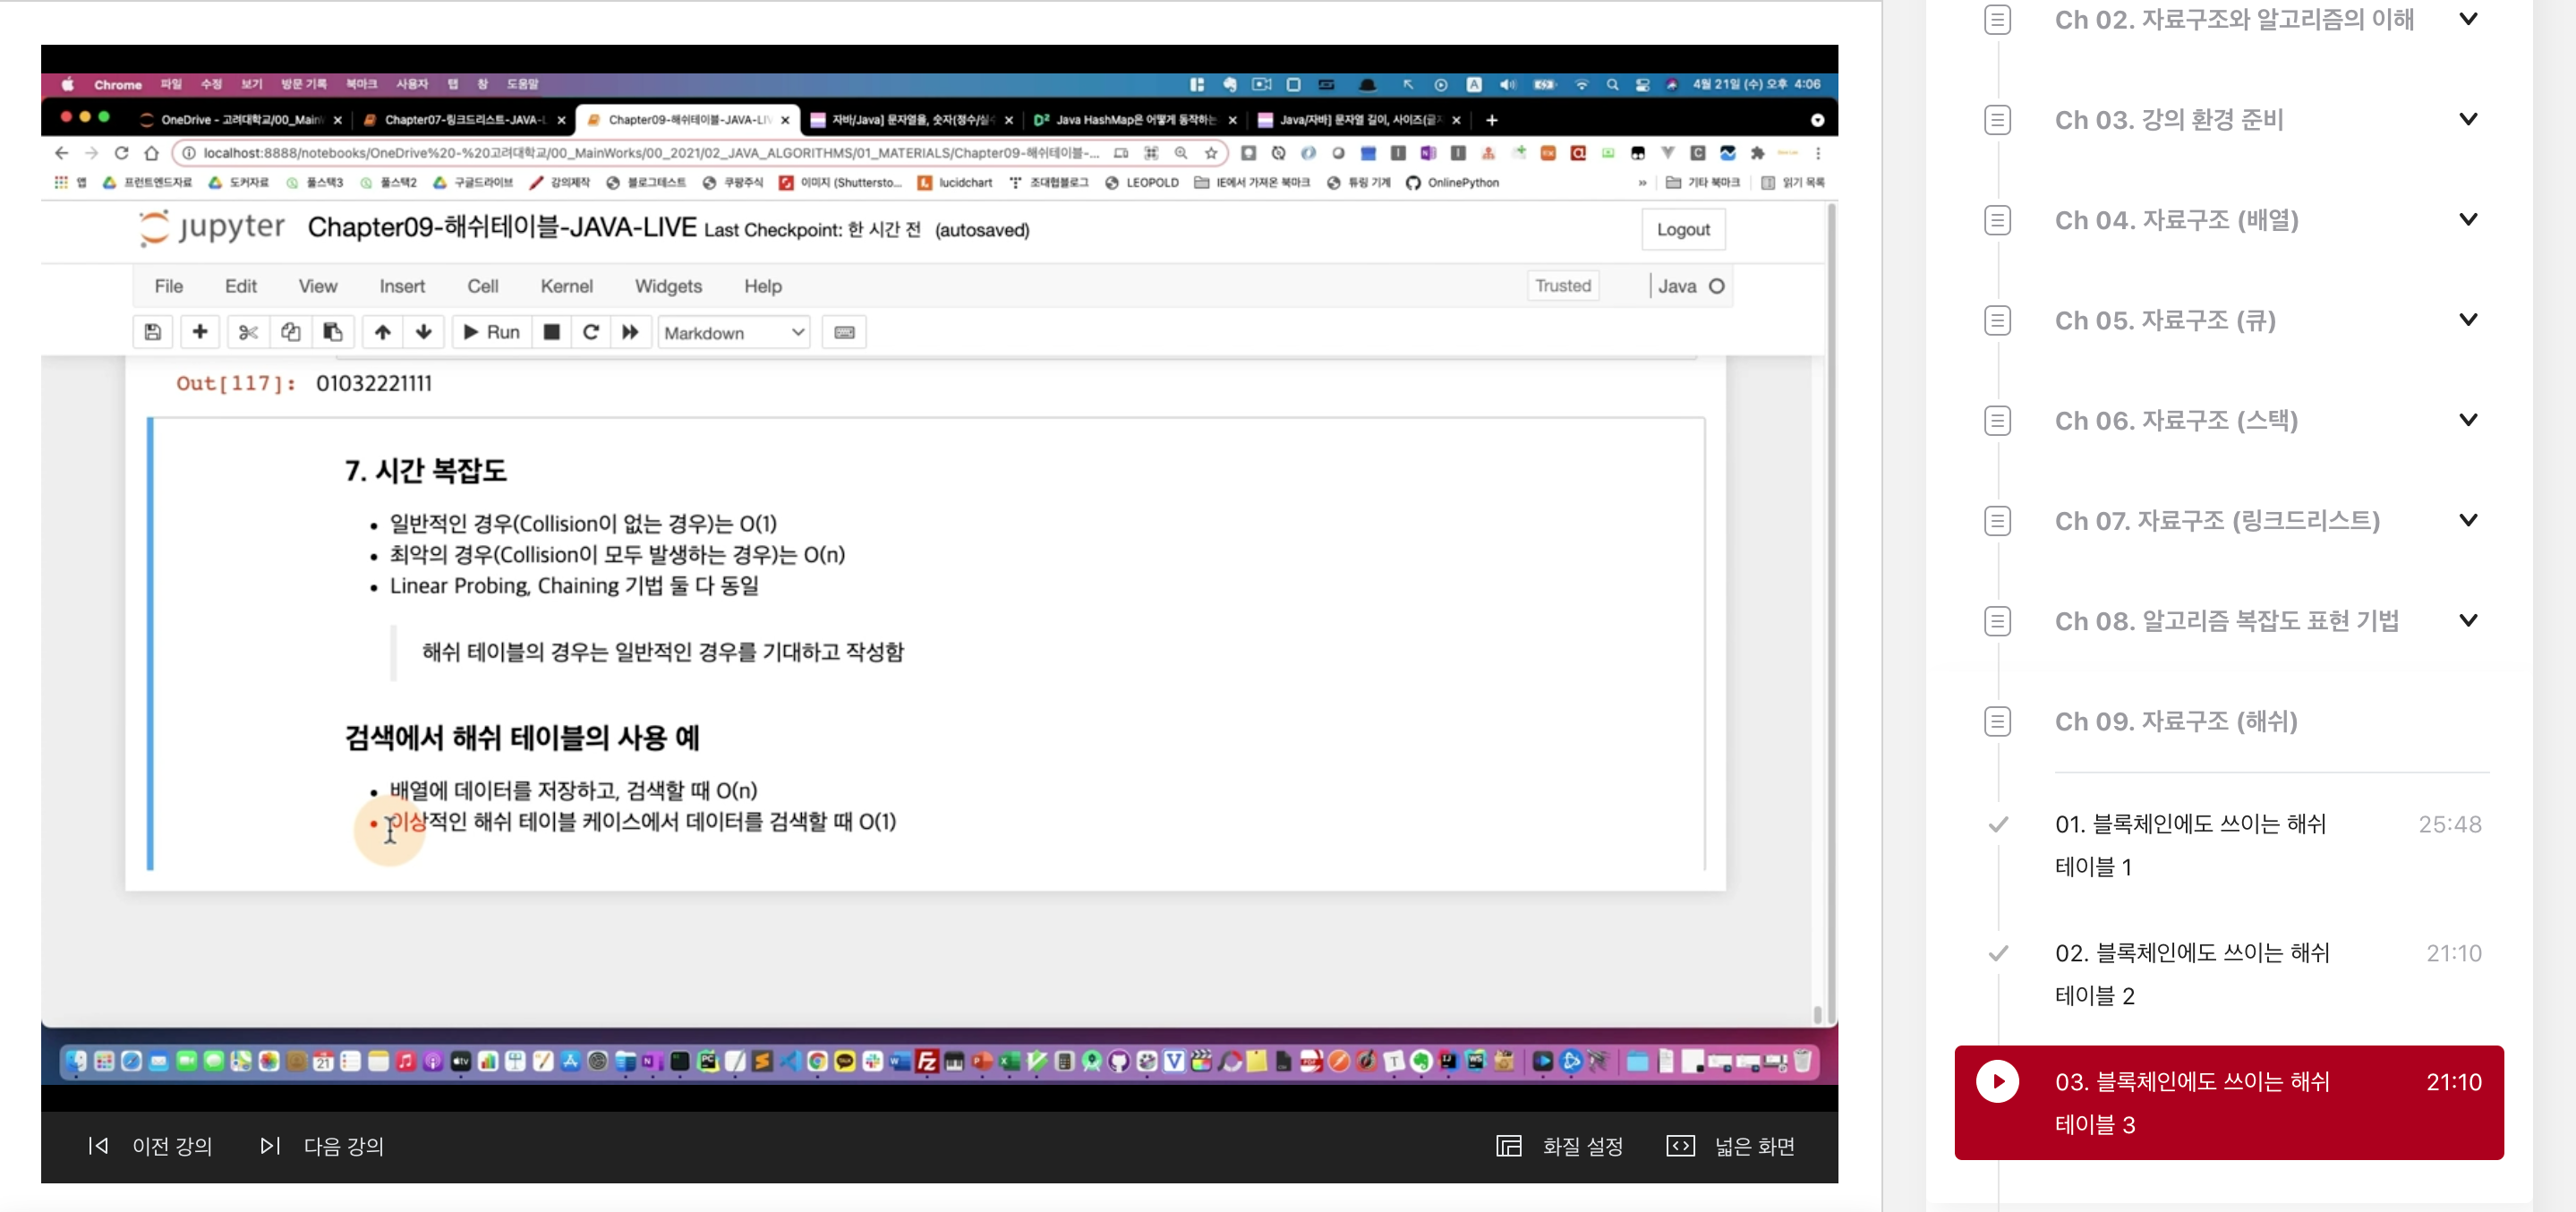 Chrome 파일 수정 보기 방문 기록 북마크 사용자 탭 창 도움말 4월 21일 (수) 오후 4:06
OneDrive - 고려대학교/00_Main Chapter07-링크드리스트-JAVA-L Chapter09-해쉬테이블-JAVA-LIV 자바/Java] 문자열을, 숫자(정수/실 Java HashMap은 어떻게 동작하는 Java/자바] 문자열 길이, 사이즈(글자
localhost:8888/notebooks/OneDrive%20-%20고려대학교/00_MainWorks/00_2021/02_JAVA_ALGORITHMS/01_MATERIALS/Chapter09-해쉬테이블-...
앱 프런트엔드자료 도커자료 풀스택3 풀스택2 구글드라이브 강의제작 블로그테스트 쿠팡주식 이미지 (Shuttersto... lucidchart 조대협블로그 LEOPOLD IE에서 가져온 북마크 튜링 기계 OnlinePython » 기타 북마크 읽기 목록
jupyter Chapter09-해쉬테이블-JAVA-LIVE Last Checkpoint: 한 시간 전 (autosaved) Logout
File Edit View Insert Cell Kernel Widgets Help Trusted Java
Run Markdown
Out[117]: 01032221111
7. 시간 복잡도
• 일반적인 경우(Collision이 없는 경우)는 O(1)
• 최악의 경우(Collision이 모두 발생하는 경우)는 O(n)
• Linear Probing, Chaining 기법 둘 다 동일
해쉬 테이블의 경우는 일반적인 경우를 기대하고 작성함
검색에서 해쉬 테이블의 사용 예
• 배열에 데이터를 저장하고, 검색할 때 O(n)
• 이상적인 해쉬 테이블 케이스에서 데이터를 검색할 때 O(1)
이전 강의 다음 강의 화질 설정 넓은 화면
Ch 02. 자료구조와 알고리즘의 이해
Ch 03. 강의 환경 준비
Ch 04. 자료구조 (배열)
Ch 05. 자료구조 (큐)
Ch 06. 자료구조 (스택)
Ch 07. 자료구조 (링크드리스트)
Ch 08. 알고리즘 복잡도 표현 기법
Ch 09. 자료구조 (해쉬)
01. 블록체인에도 쓰이는 해쉬 25:48
테이블 1
02. 블록체인에도 쓰이는 해쉬 21:10
테이블 2
03. 블록체인에도 쓰이는 해쉬 21:10
테이블 3